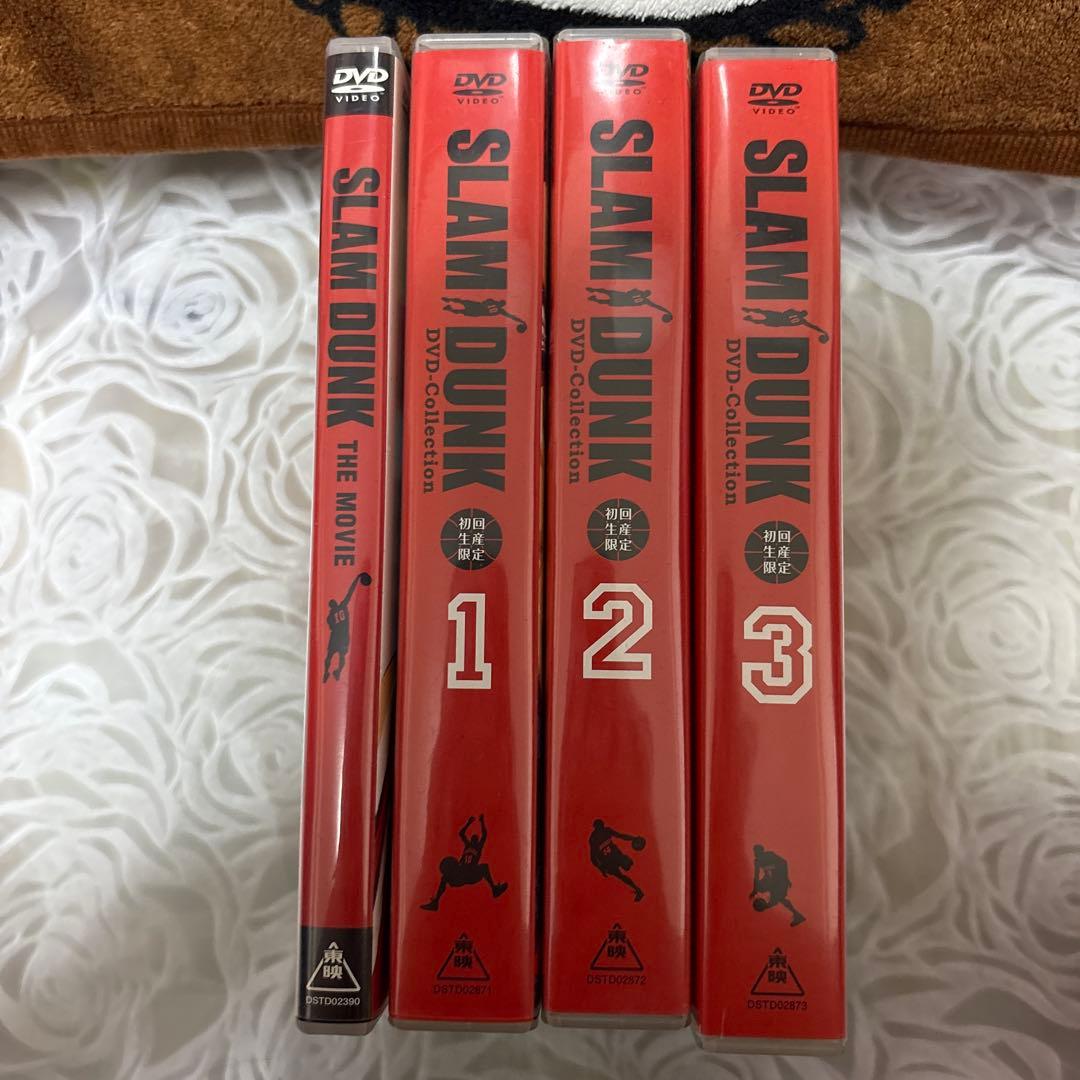 DVD
VIDEO
SLAM DUNK THE MOVIE
10
東映
DSTD02390
DVD
VIDEO
SLAM DUNK
DVD-Collection
初回
生産
限定
1
東映
DSTD02871
DVD
VIDEO
SLAM DUNK
DVD-Collection
初回
生産
限定
2
東映
DSTD02872
DVD
VIDEO
SLAM DUNK
DVD-Collection
初回
生産
限定
3
東映
DSTD02873